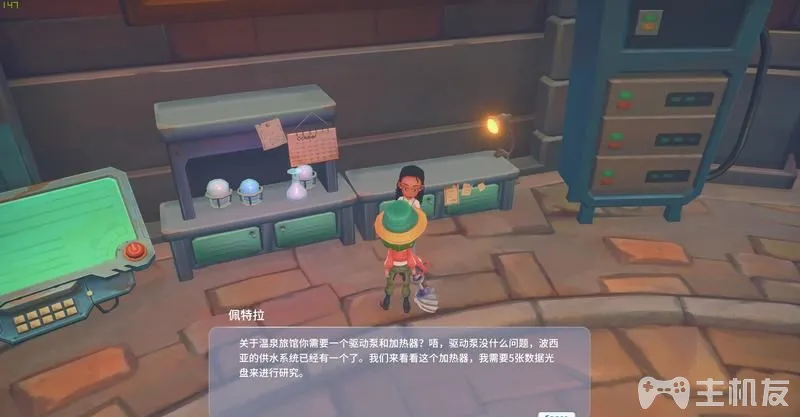 147
佩特拉
关于温泉旅馆你需要一个驱动泵和加热器？唔，驱动泵没什么问题，波西
亚的供水系统已经有一个了。我们来看看这个加热器，我需要5张数据光
盘来进行研究。
主机友